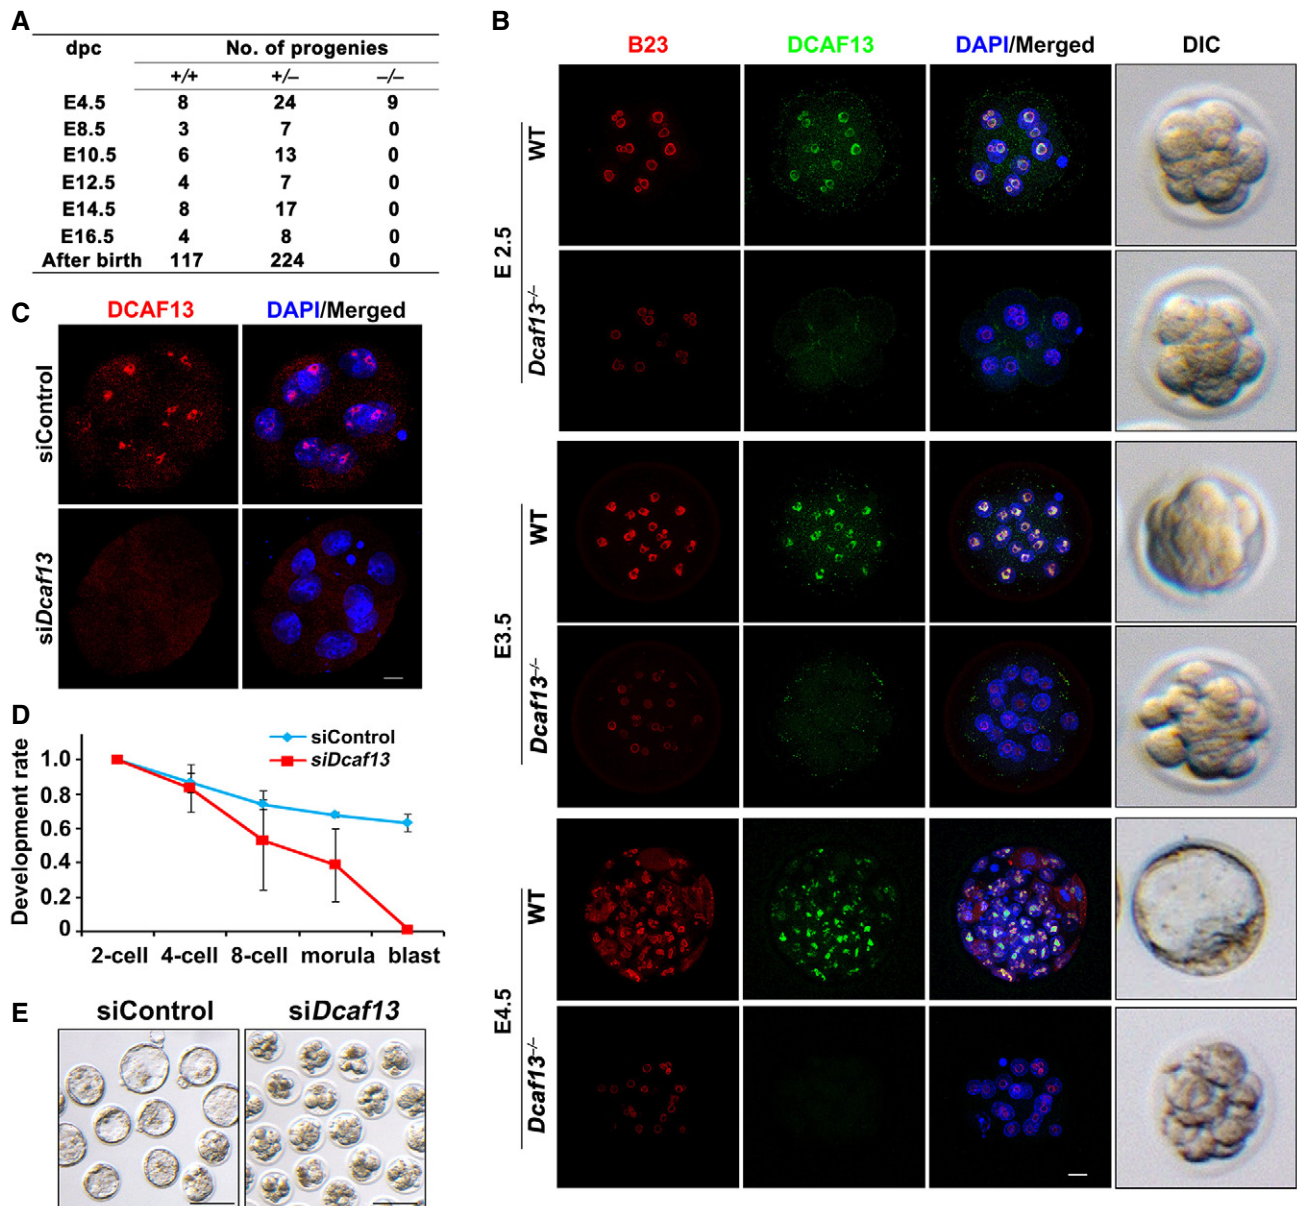 A
dpc No. of progenies
+/+ +/– –/–
E4.5 8 24 9
E8.5 3 7 0
E10.5 6 13 0
E12.5 4 7 0
E14.5 8 17 0
E16.5 4 8 0
After birth 117 224 0
B
B23 DCAF13 DAPI/Merged DIC
E 2.5
WT
Dcaf13–/–
E3.5
WT
Dcaf13–/–
E4.5
WT
Dcaf13–/–
C
DCAF13 DAPI/Merged
siControl
siDcaf13
D
Development rate
1.0
0.8
0.6
0.4
0.2
0
siControl
siDcaf13
2-cell 4-cell 8-cell morula blast
E
siControl siDcaf13